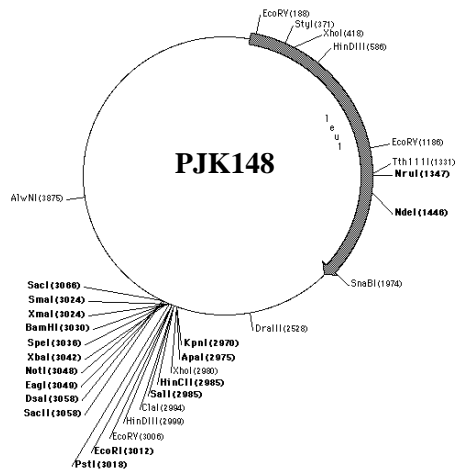 EcoRV(188)
StyI(371)
XhoI(418)
HinDIII(586)
leu1
EcoRV(1186)
Tth111I(1331)
NruI(1347)
NdeI(1446)
SnaBI(1974)
DraIII(2528)
PJK148
AlwNI(3875)
SacI(3066)
SmaI(3024)
XmaI(3024)
BamHI(3030)
SpeI(3036)
XbaI(3042)
NotI(3048)
EagI(3049)
DsaI(3058)
SacII(3058)
KpnI(2970)
ApaI(2975)
XhoI(2980)
HinCII(2985)
SalI(2985)
ClaI(2994)
HinDIII(2999)
EcoRV(3006)
EcoRI(3012)
PstI(3018)